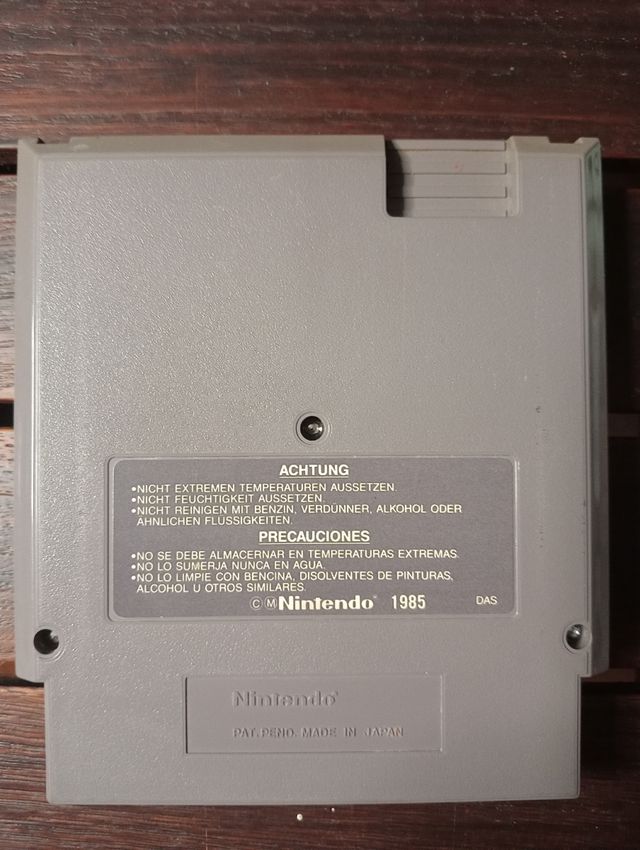 ACHTUNG
•NICHT EXTREMEN TEMPERATUREN AUSSETZEN.
•NICHT FEUCHTIGKEIT AUSSETZEN.
•NICHT REINIGEN MIT BENZIN, VERDÜNNER, ALKOHOL ODER
ÄHNLICHEN FLÜSSIGKEITEN.
PRECAUCIONES
•NO SE DEBE ALMACERNAR EN TEMPERATURAS EXTREMAS.
•NO LO SUMERJA NUNCA EN AGUA.
•NO LO LIMPIE CON BENCINA, DISOLVENTES DE PINTURAS,
ALCOHOL U OTROS SIMILARES.
ⒸⓂNintendo® 1985 DAS
Nintendo®
PAT. PEND. MADE IN JAPAN